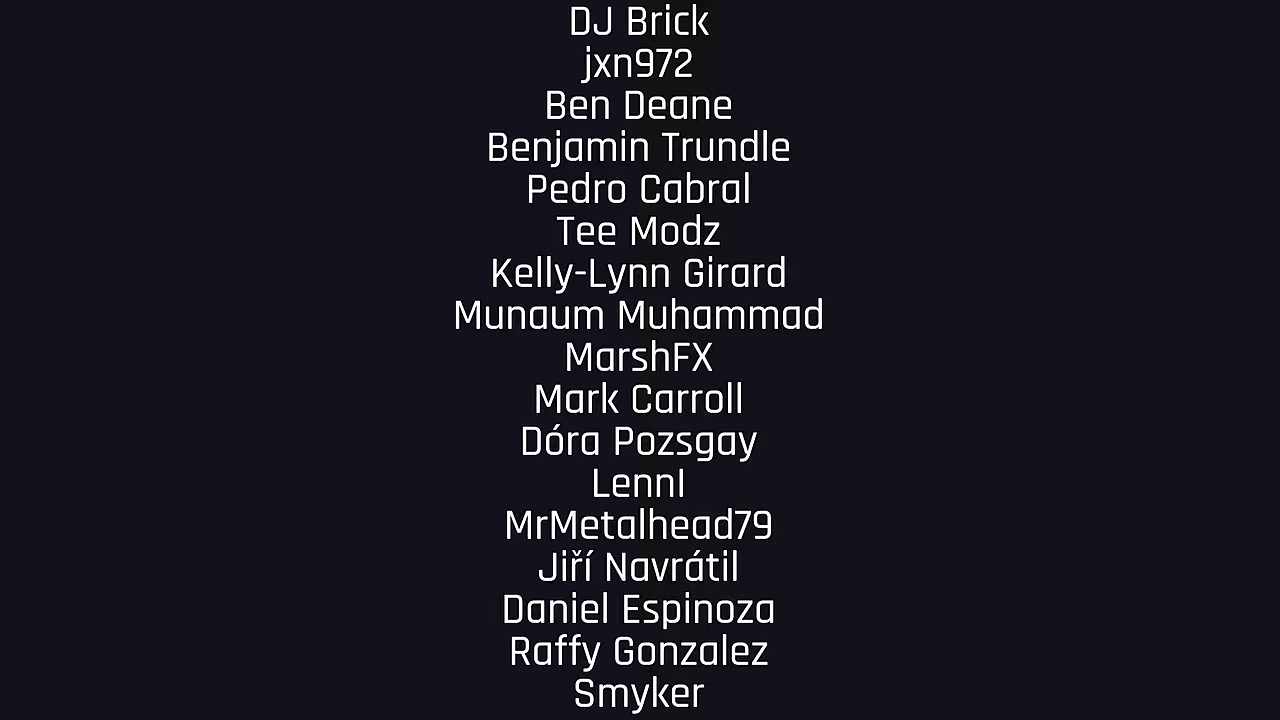 DJ Brick
jxn972
Ben Deane
Benjamin Trundle
Pedro Cabral
Tee Modz
Kelly-Lynn Girard
Munaum Muhammad
MarshFX
Mark Carroll
Dóra Pozsgay
LennI
MrMetalhead79
Jiří Navrátil
Daniel Espinoza
Raffy Gonzalez
Smyker